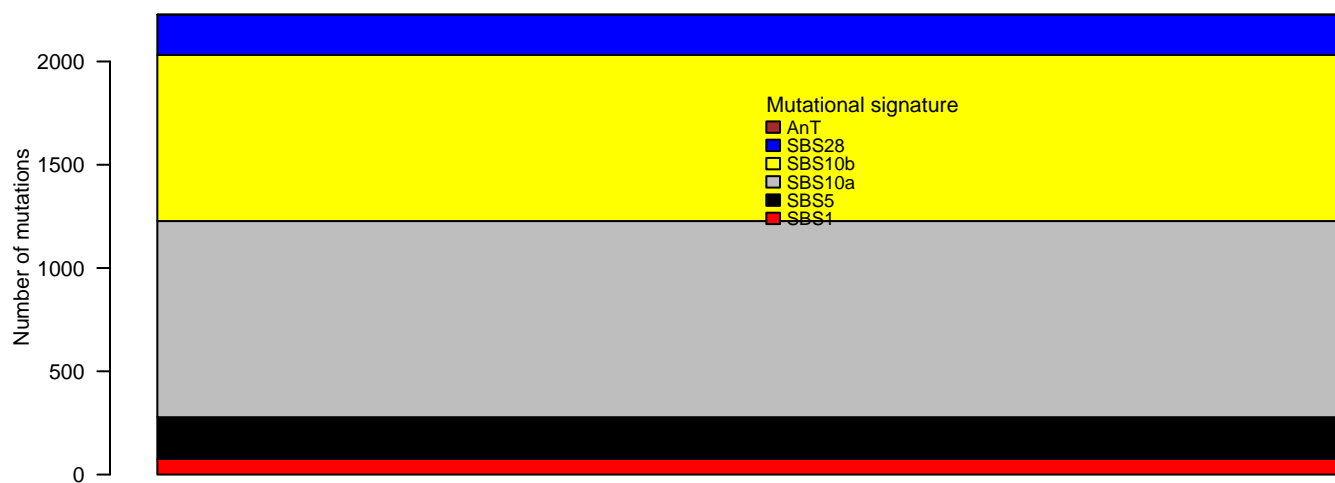 Number of mutations
2000
1500
1000
500
0
Mutational signature
AnT
SBS28
SBS10b
SBS10a
SBS5
SBS1